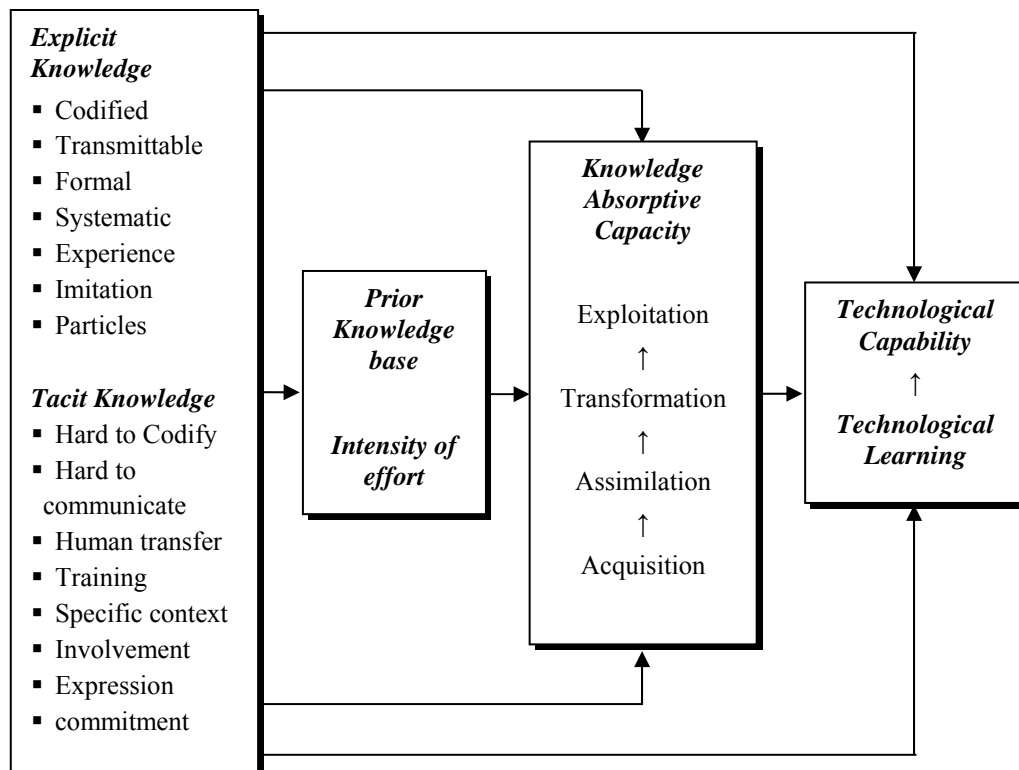 Explicit
Knowledge
▪ Codified
▪ Transmittable
▪ Formal
▪ Systematic
▪ Experience
▪ Imitation
▪ Particles
Tacit Knowledge
▪ Hard to Codify
▪ Hard to
communicate
▪ Human transfer
▪ Training
▪ Specific context
▪ Involvement
▪ Expression
▪ commitment
Prior
Knowledge
base
Intensity of
effort
Knowledge
Absorptive
Capacity
Exploitation
↑
Transformation
↑
Assimilation
↑
Acquisition
Technological
Capability
↑
Technological
Learning